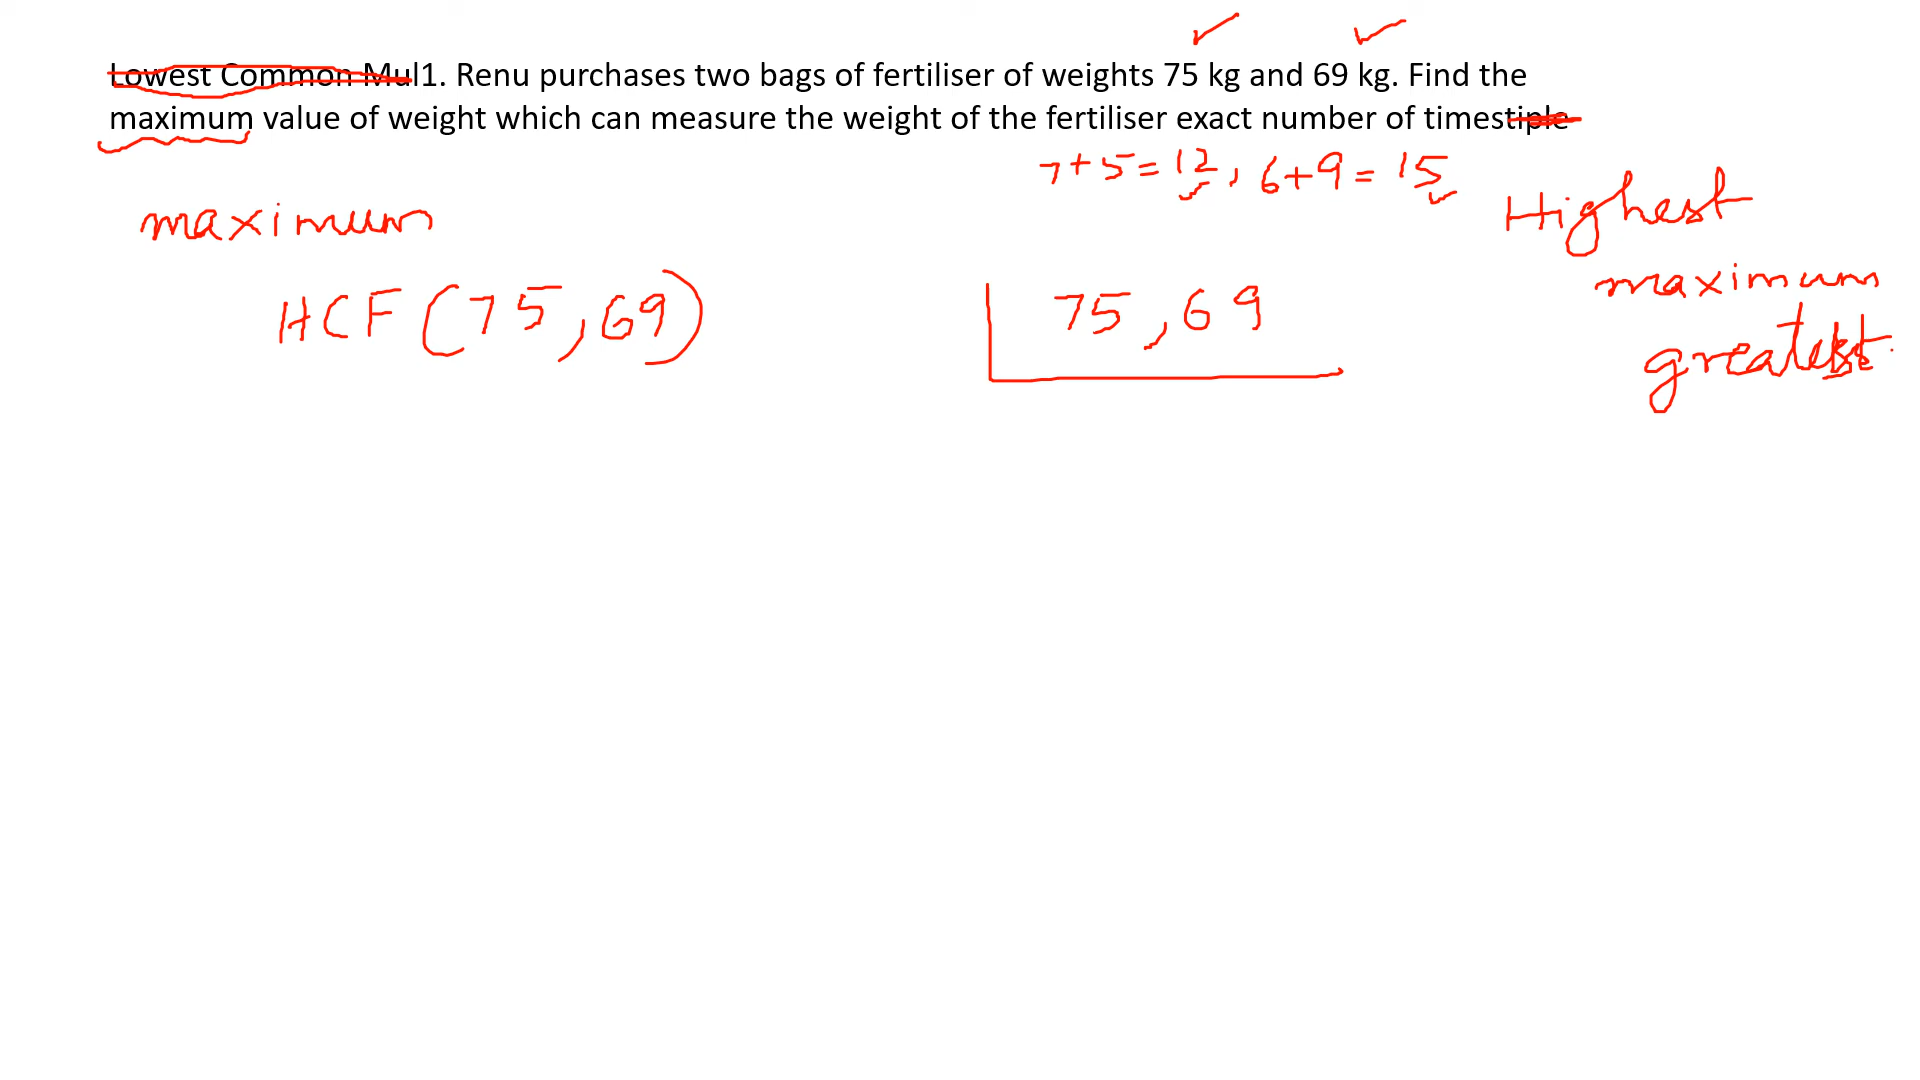 Lowest Common Mul1. Renu purchases two bags of fertiliser of weights 75 kg and 69 kg. Find the
maximum value of weight which can measure the weight of the fertiliser exact number of timestiple
7+5=12, 6+9=15
Highest
maximum
maximum
HCF(75,69)
75,69
greatest